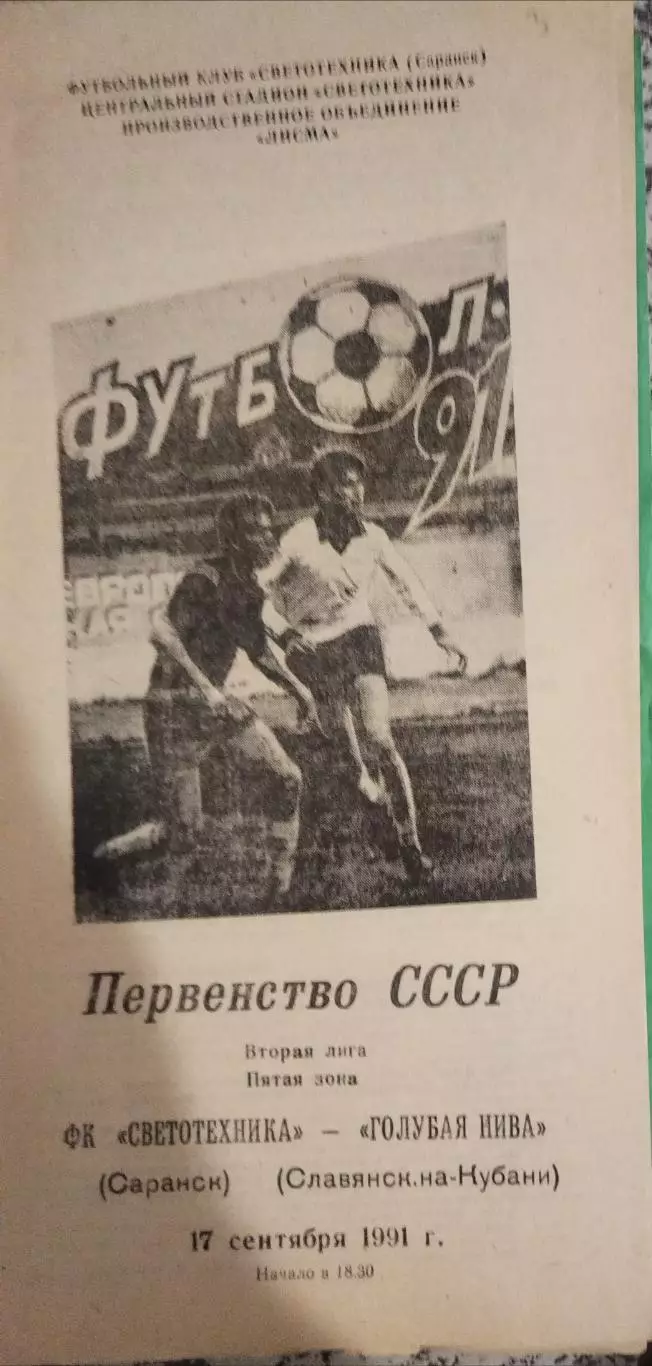 ФУТБОЛЬНЫЙ КЛУБ «СВЕТОТЕХНИКА» (Саранск)
ЦЕНТРАЛЬНЫЙ СТАДИОН «СВЕТОТЕХНИКА»
ПРОИЗВОДСТВЕННОЕ ОБЪЕДИНЕНИЕ
«ЛИСМА»
ФУТБОЛ.
91
Первенство СССР
Вторая лига
Пятая зона
ФК «СВЕТОТЕХНИКА» — «ГОЛУБАЯ НИВА»
(Саранск) (Славянск.на-Кубани)
17 сентября 1991 г.
Начало в 18.30